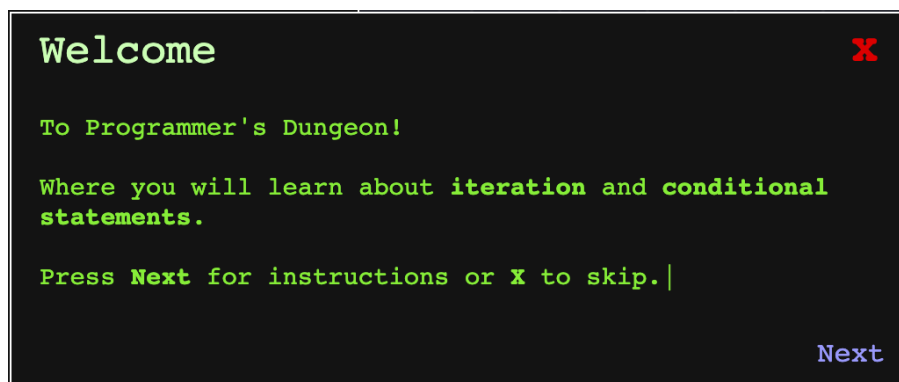 Welcome
X
To Programmer's Dungeon!
Where you will learn about iteration and conditional
statements.
Press Next for instructions or X to skip.
Next